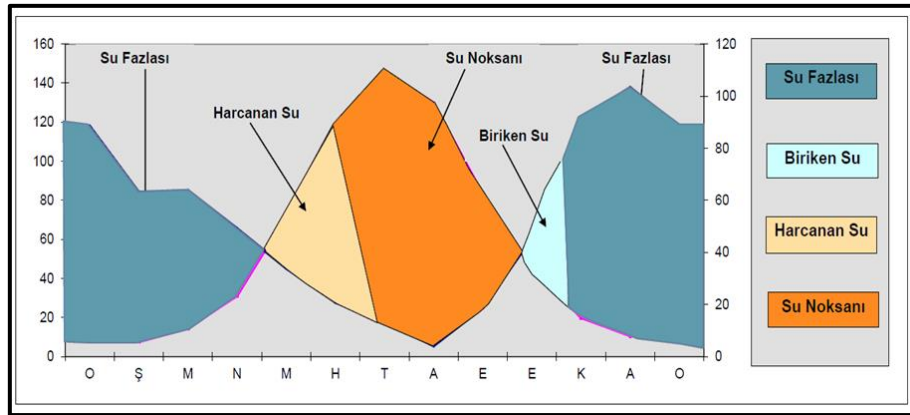 160
140
120
100
80
60
40
20
0
120
100
80
60
40
20
0
Su Fazlası
Harcanan Su
Su Noksanı
Biriken Su
Su Fazlası
O Ş M N M H T A E E K A O
Su Fazlası
Biriken Su
Harcanan Su
Su Noksanı